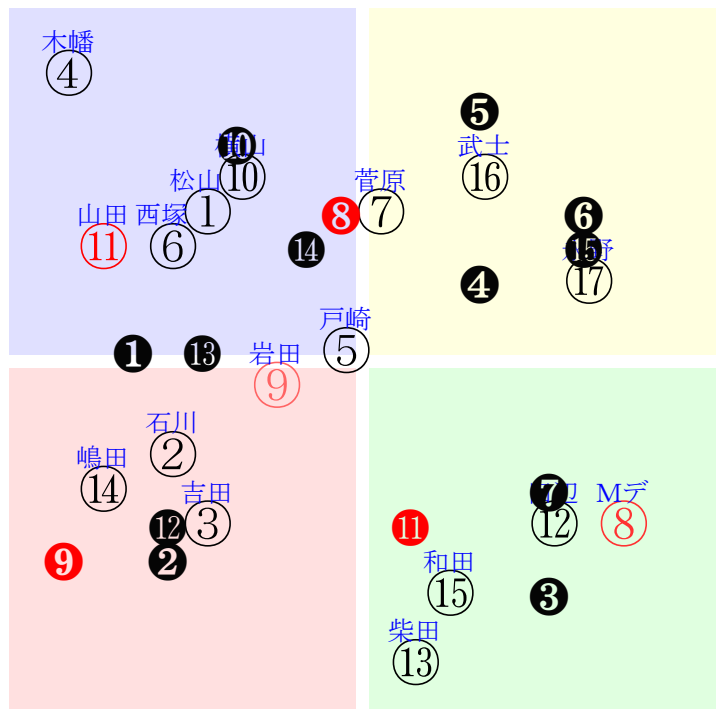 木幡
④
❺
❿
武士
⑩
⑯
松山
菅原
①
❽
⑦
❻
山田 西塚
⑪
⑥
⓮
⓯
⑰
❹
戸崎
⑤
岩田
⑨
❶
⓭
石川
②
嶋田
⑭
吉田
③
❼
Mデ
⑫
⑧
⓬
⓫
❾
❷
和田
⑮
❸
柴田
⑬